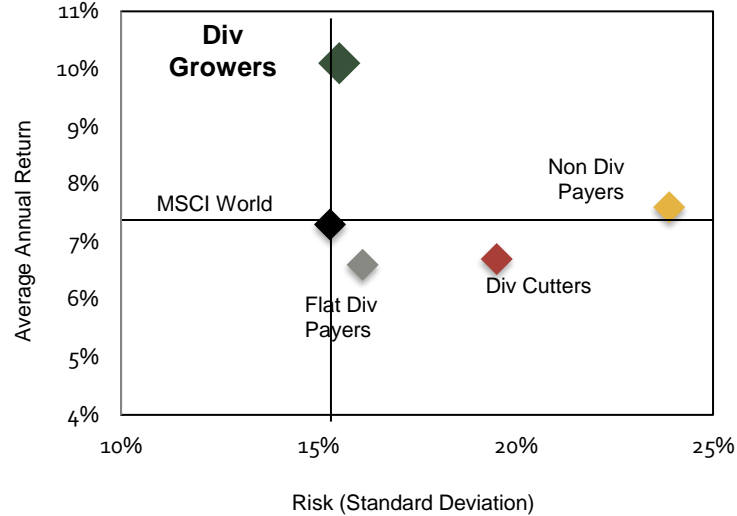 11%
Div
Growers
10%
9%
Non Div
Payers
8%
MSCI World
7%
Div Cutters
6%
Flat Div
Payers
5%
4%
10%
15%
20%
25%
Average Annual Return
Risk (Standard Deviation)